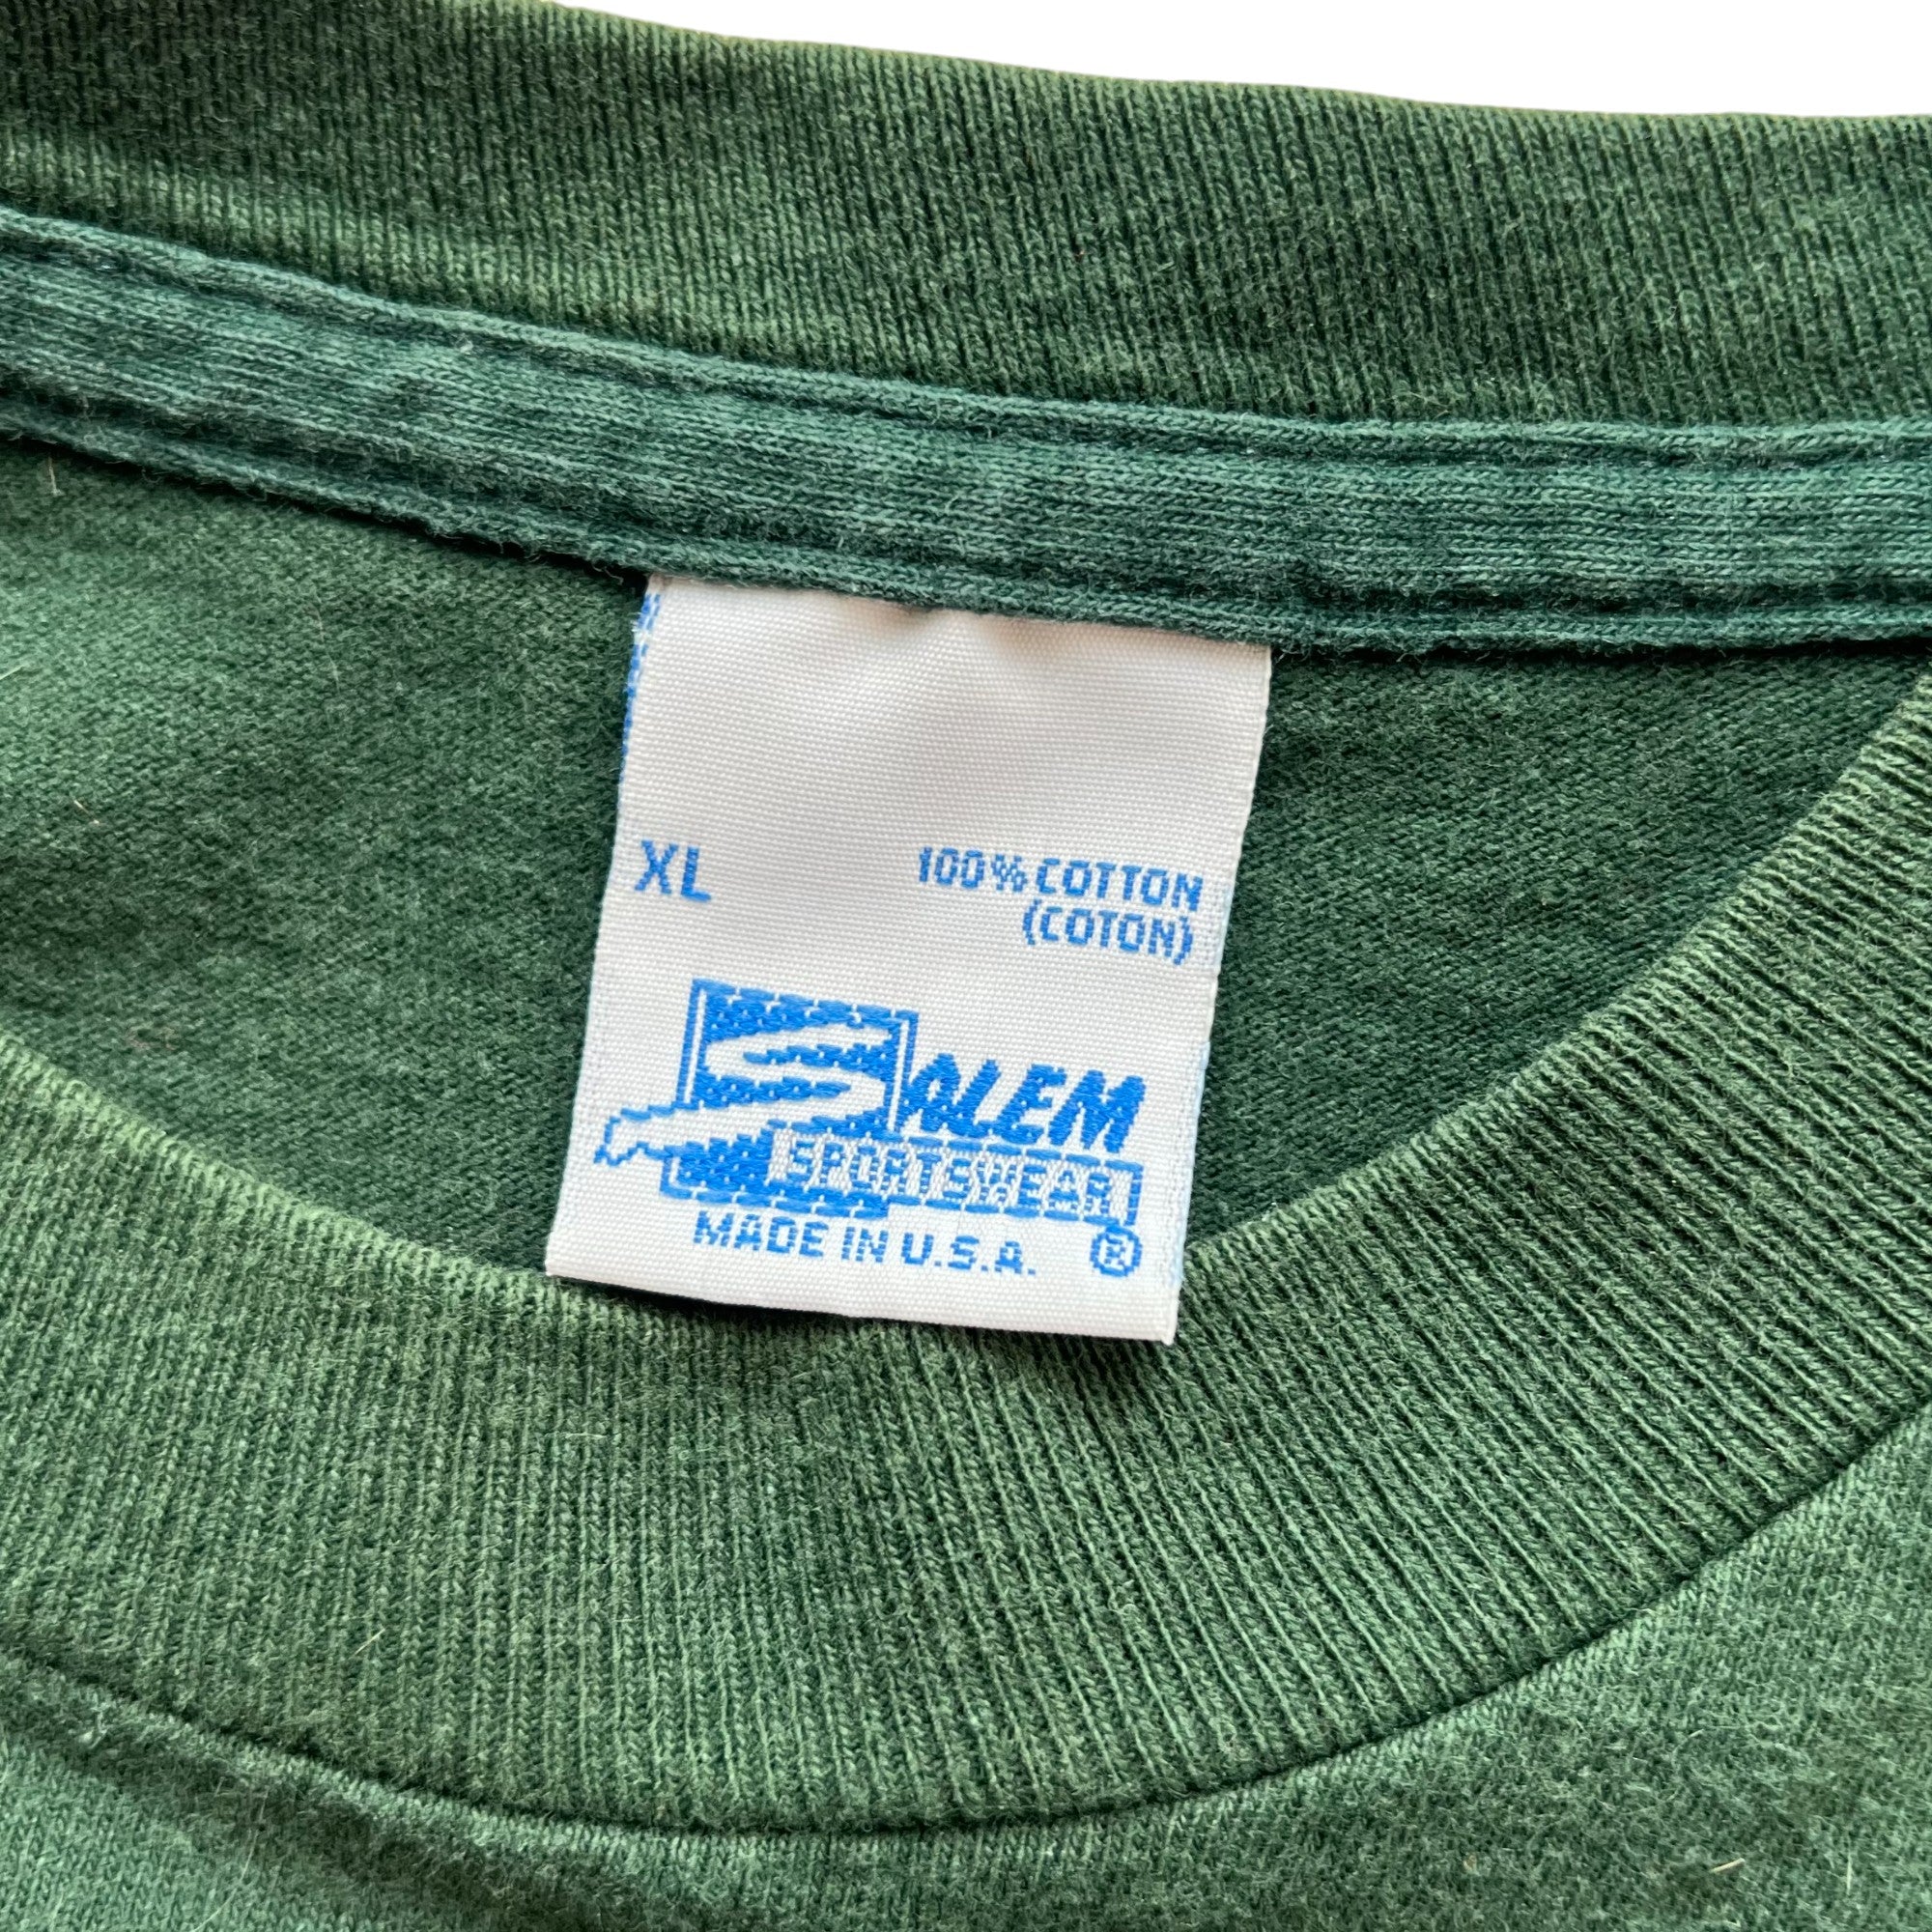 XL
100% COTTON
(COTON)
SALEM
SPORTSWEAR
MADE IN U.S.A. ®